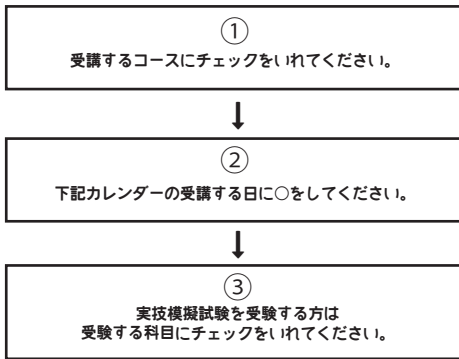 ①
受講するコースにチェックをいれてください。
②
下記カレンダーの受講する日に○をしてください。
③
実技模擬試験を受験する方は
受験する科目にチェックをいれてください。